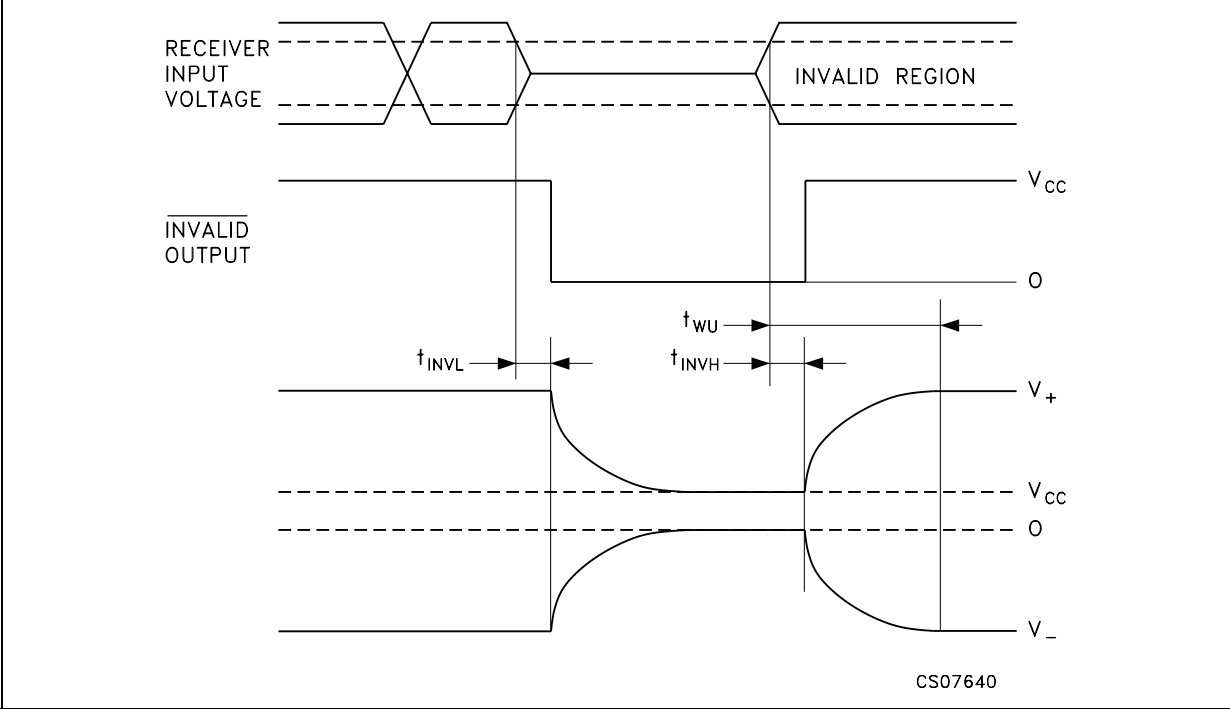 RECEIVER
INPUT
VOLTAGE
INVALID REGION
VCC
INVALID
OUTPUT
0
tWU
tINVL
tINVH
V+
VCC
0
V–
CS07640